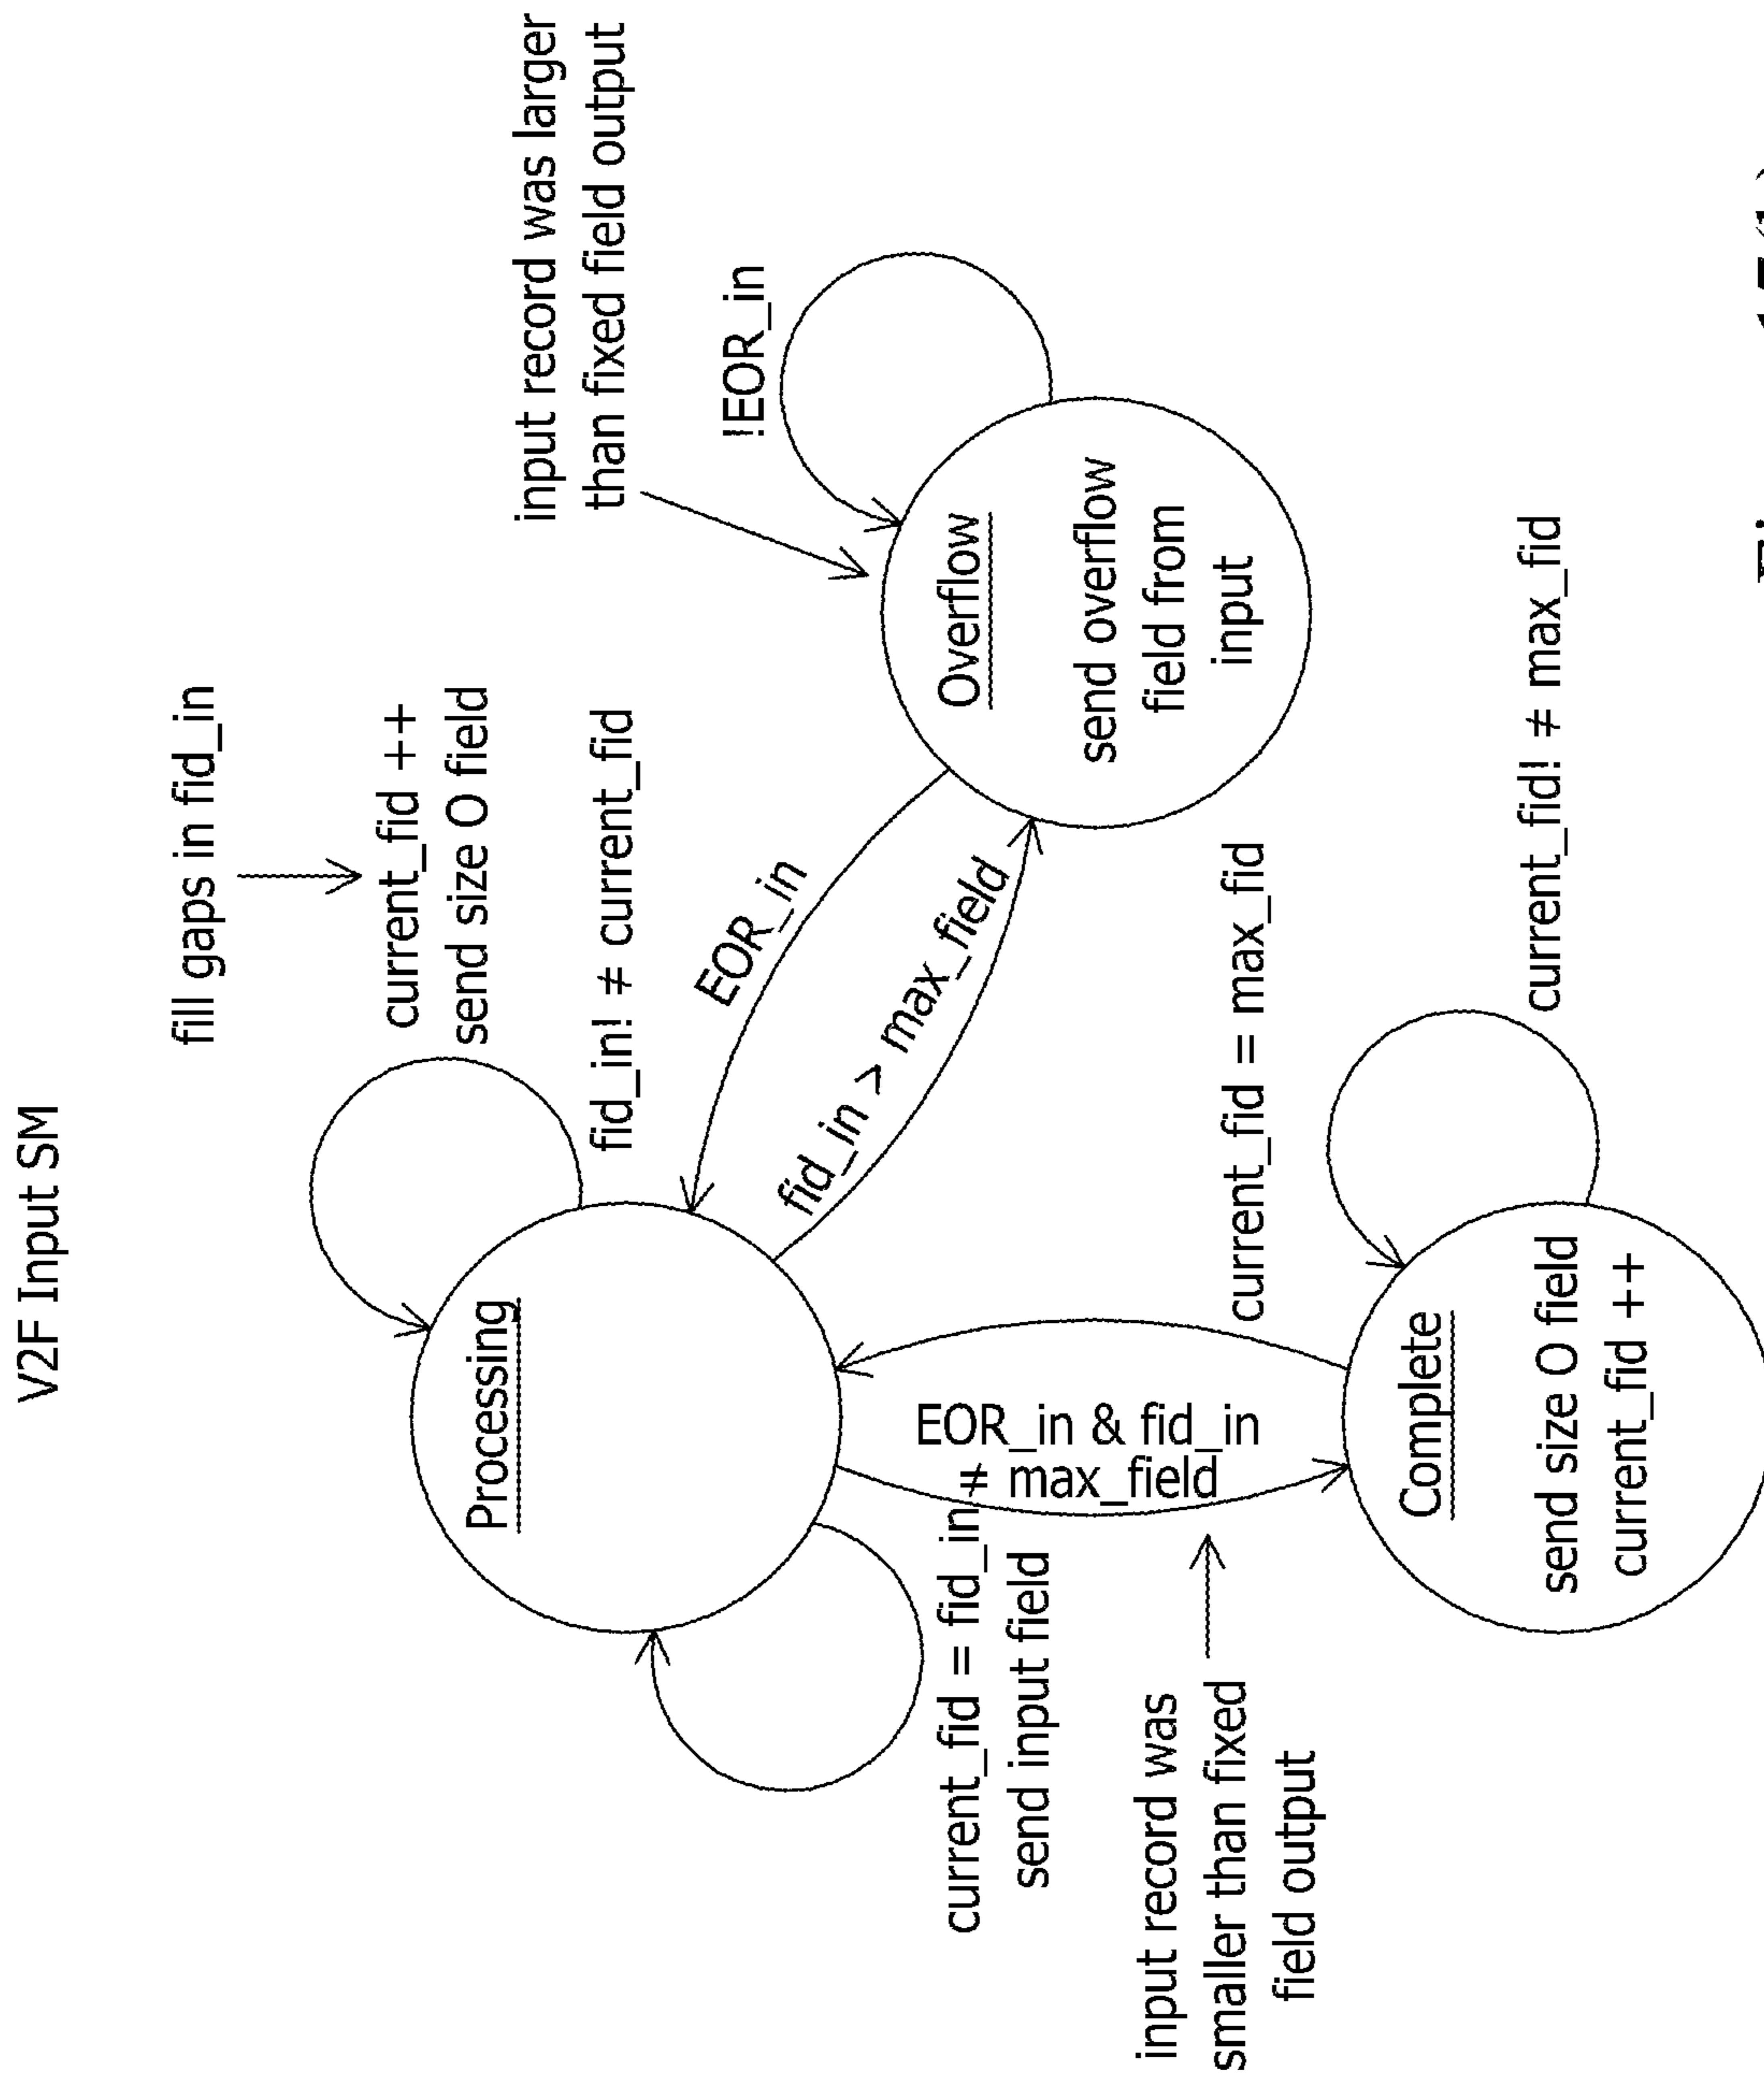 V2F Input SM
fill gaps in fid_in
current_fid ++
send size O field
fid_in! ≠ current_fid
Processing
input record was larger
than fixed field output
!EOR_in
Overflow
send overflow
field from
input
EOR_in
fid_in > max_field
current_fid = fid_in
send input field
EOR_in & fid_in
≠ max_field
current_fid = max_fid
input record was
smaller than fixed
field output
Complete
send size O field
current_fid ++
current_fid! ≠ max_fid